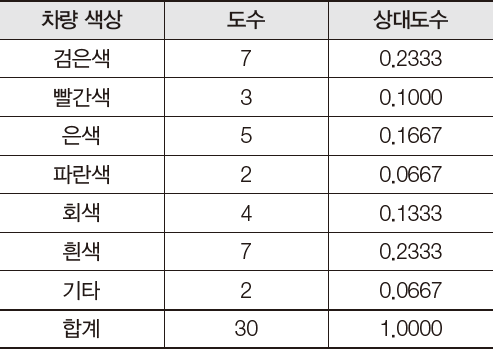 차량 색상 도수 상대도수
검은색 7 0.2333
빨간색 3 0.1000
은색 5 0.1667
파란색 2 0.0667
회색 4 0.1333
흰색 7 0.2333
기타 2 0.0667
합계 30 1.0000